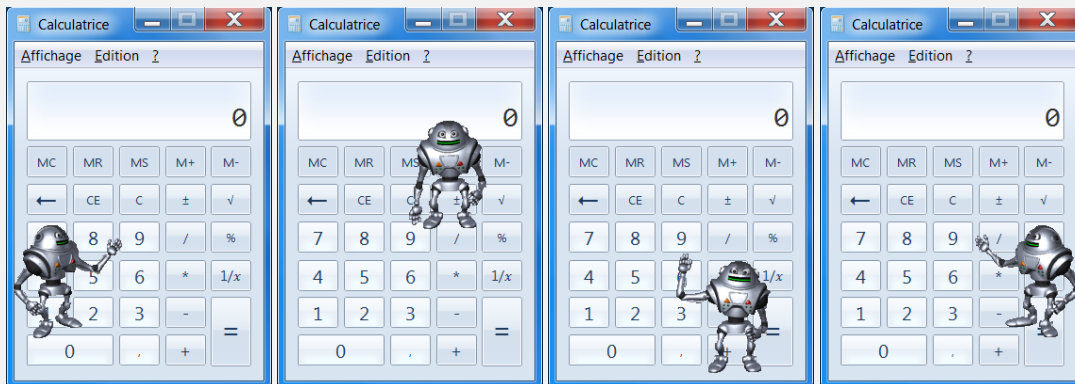 Calculatrice
Affichage Edition ?
0
MC MR MS M+ M-
← CE C ± √
8 9 / %
5 6 * 1/x
2 3 - =
0 , +
Calculatrice
Affichage Edition ?
0
MC MR MS M-
← CE C ± √
7 8 9 / %
4 5 6 * 1/x
1 2 3 - =
0 , +
Calculatrice
Affichage Edition ?
0
MC MR MS M+ M-
← CE C ± √
7 8 9 / %
4 5 1/x
1 2 3 =
0 , +
Calculatrice
Affichage Edition ?
0
MC MR MS M+ M-
← CE C ± √
7 8 9 /
4 5 6 *
1 2 3 -
0 , +